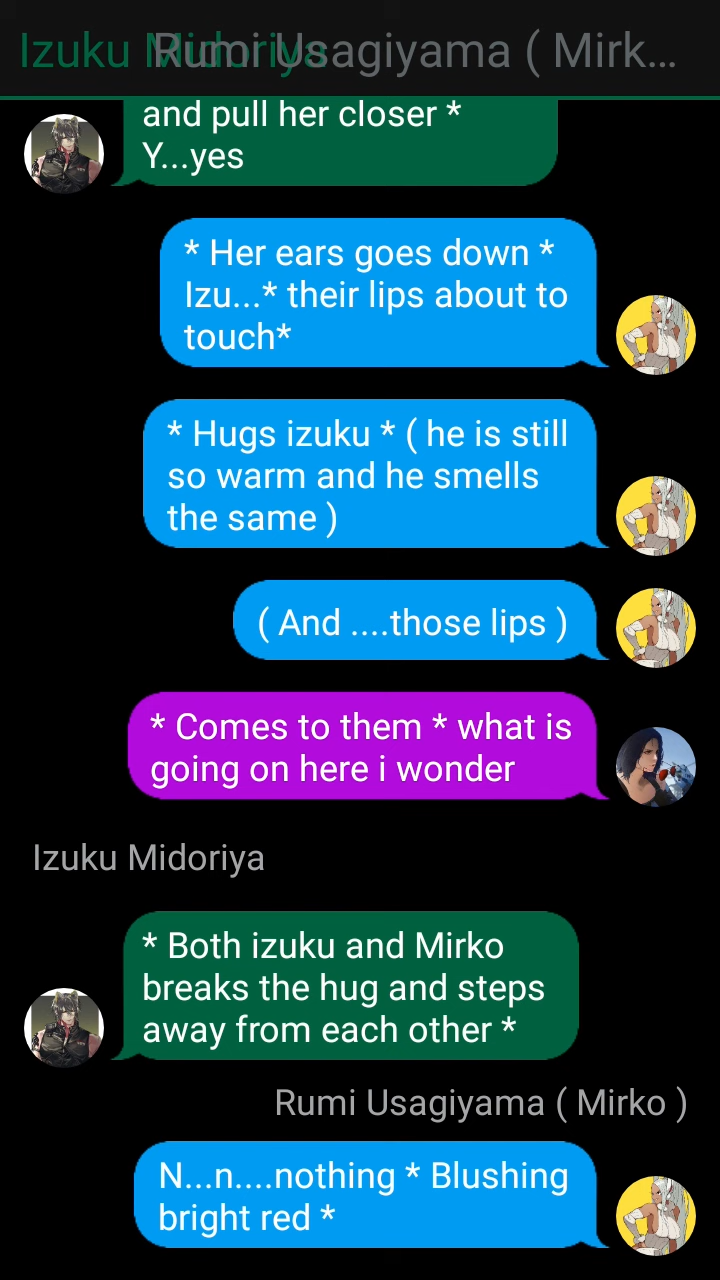 Izuku Midoriya
Rumi Usagiyama ( Mirk...
and pull her closer *
Y...yes
* Her ears goes down *
Izu...* their lips about to
touch*
* Hugs izuku * ( he is still
so warm and he smells
the same )
( And ....those lips )
* Comes to them * what is
going on here i wonder
Izuku Midoriya
* Both izuku and Mirko
breaks the hug and steps
away from each other *
Rumi Usagiyama ( Mirko )
N...n....nothing * Blushing
bright red *